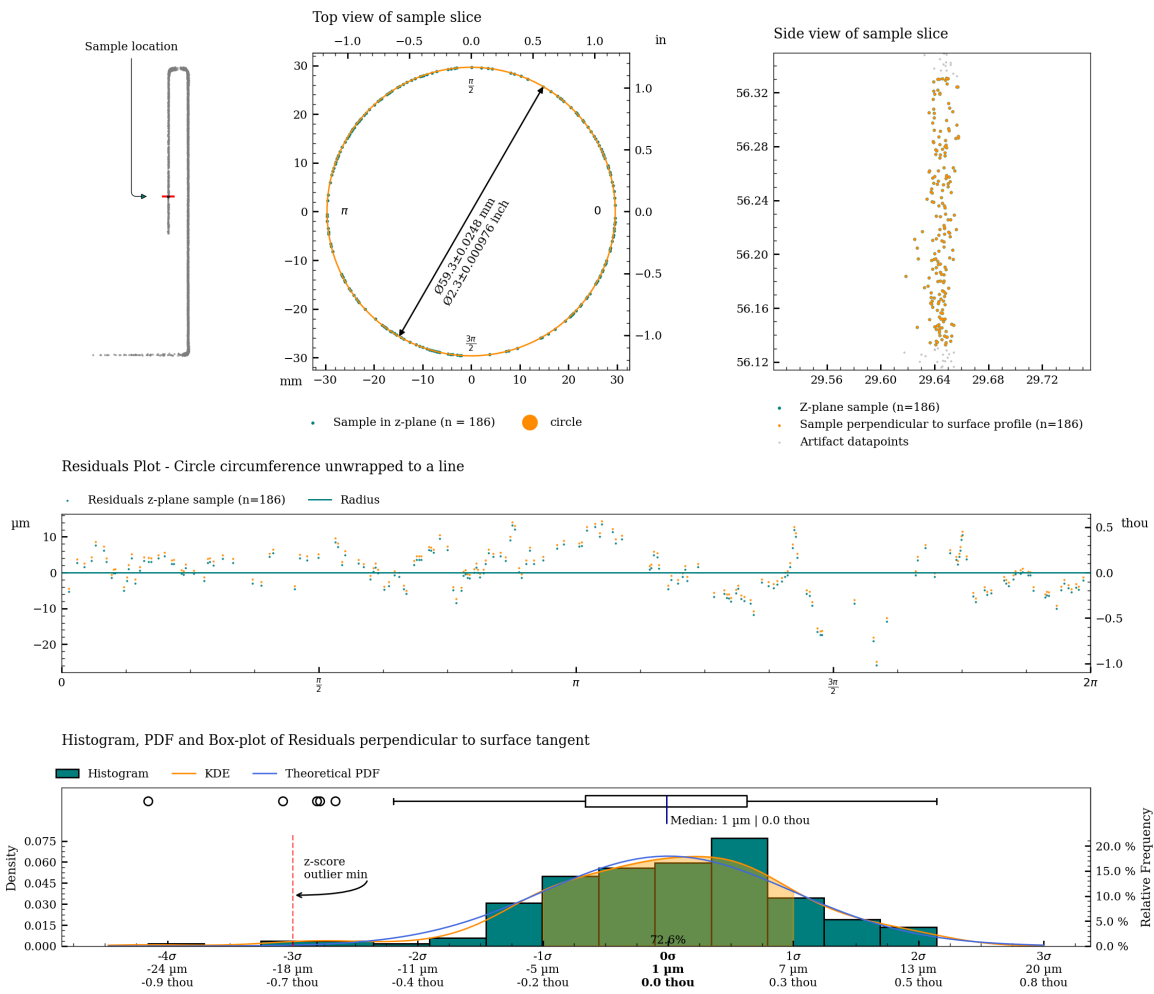 Sample location
Top view of sample slice
−1.0 −0.5 0.0 0.5 1.0 in
30
20
10
0
−10
−20
−30
π/2
π
0
3π/2
Ø59.3±0.0248 mm
Ø2.3±0.000976 inch
1.0
0.5
0.0
−0.5
−1.0
mm −30 −20 −10 0 10 20 30
Sample in z-plane (n = 186) circle
Side view of sample slice
56.32
56.28
56.24
56.20
56.16
56.12
29.56 29.60 29.64 29.68 29.72
Z-plane sample (n=186)
Sample perpendicular to surface profile (n=186)
Artifact datapoints
Residuals Plot - Circle circumference unwrapped to a line
Residuals z-plane sample (n=186) Radius
µm
10
0
−10
−20
thou
0.5
0.0
−0.5
−1.0
0 π/2 π 3π/2 2π
Histogram, PDF and Box-plot of Residuals perpendicular to surface tangent
Histogram KDE Theoretical PDF
Median: 1 µm | 0.0 thou
Density
0.075
0.060
0.045
0.030
0.015
0.000
z-score
outlier min
72.6%
Relative Frequency
20.0 %
15.0 %
10.0 %
5.0 %
0.0 %
-4σ -3σ -2σ -1σ 0σ 1σ 2σ 3σ
-24 µm -18 µm -11 µm -5 µm 1 µm 7 µm 13 µm 20 µm
-0.9 thou -0.7 thou -0.4 thou -0.2 thou 0.0 thou 0.3 thou 0.5 thou 0.8 thou